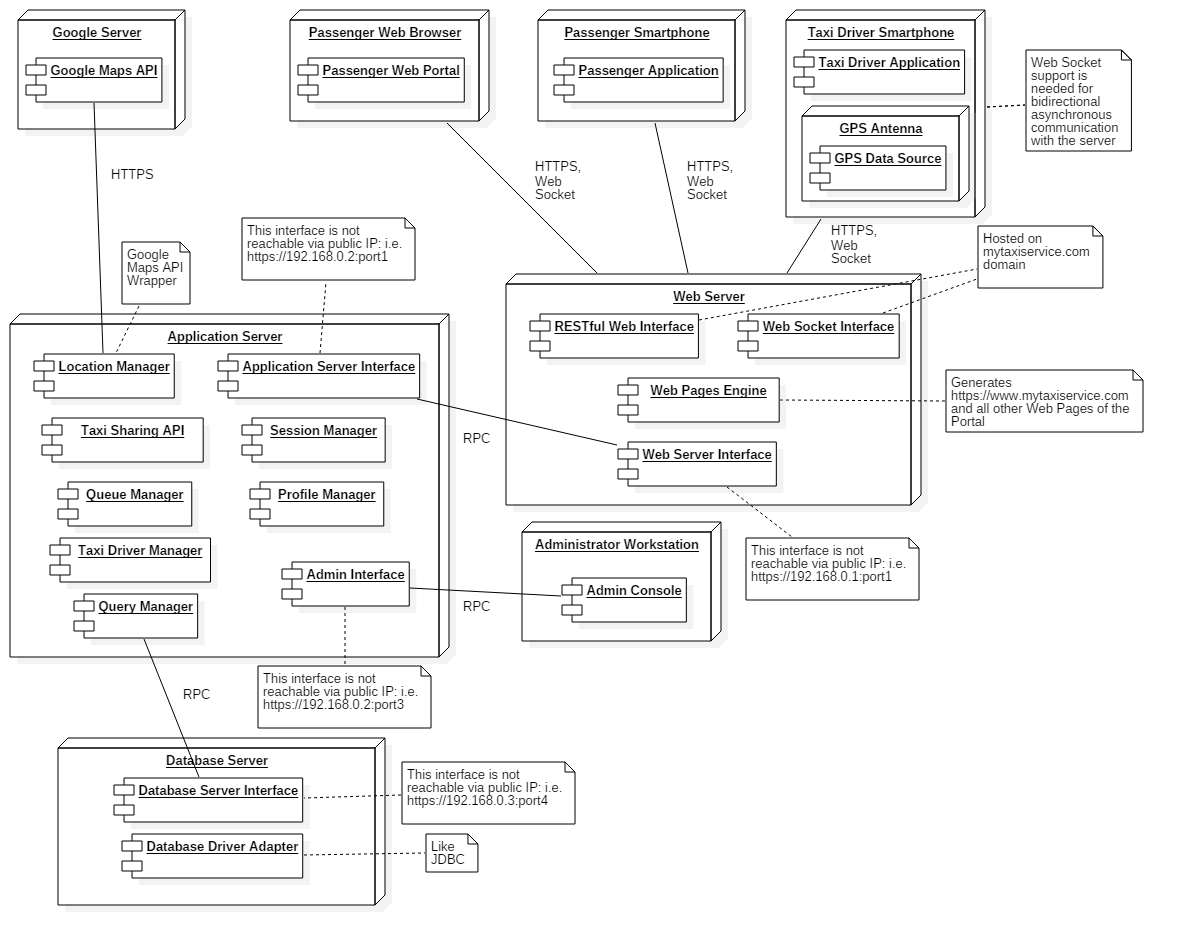 Google Server
Google Maps API
Passenger Web Browser
Passenger Web Portal
Passenger Smartphone
Passenger Application
Taxi Driver Smartphone
Taxi Driver Application
GPS Antenna
GPS Data Source
Web Socket
support is
needed for
bidirectional
asynchronous
communication
with the server
HTTPS
HTTPS,
Web
Socket
HTTPS,
Web
Socket
HTTPS,
Web
Socket
Google
Maps API
Wrapper
This interface is not
reachable via public IP: i.e.
https://192.168.0.2:port1
Hosted on
mytaxiservice.com
domain
Application Server
Location Manager
Application Server Interface
Taxi Sharing API
Session Manager
Queue Manager
Profile Manager
Taxi Driver Manager
Admin Interface
Query Manager
RPC
Web Server
RESTful Web Interface
Web Socket Interface
Web Pages Engine
Web Server Interface
Generates
https://www.mytaxiservice.com
and all other Web Pages of the
Portal
Administrator Workstation
Admin Console
RPC
This interface is not
reachable via public IP: i.e.
https://192.168.0.1:port1
This interface is not
reachable via public IP: i.e.
https://192.168.0.2:port3
RPC
Database Server
Database Server Interface
Database Driver Adapter
This interface is not
reachable via public IP: i.e.
https://192.168.0.3:port4
Like
JDBC